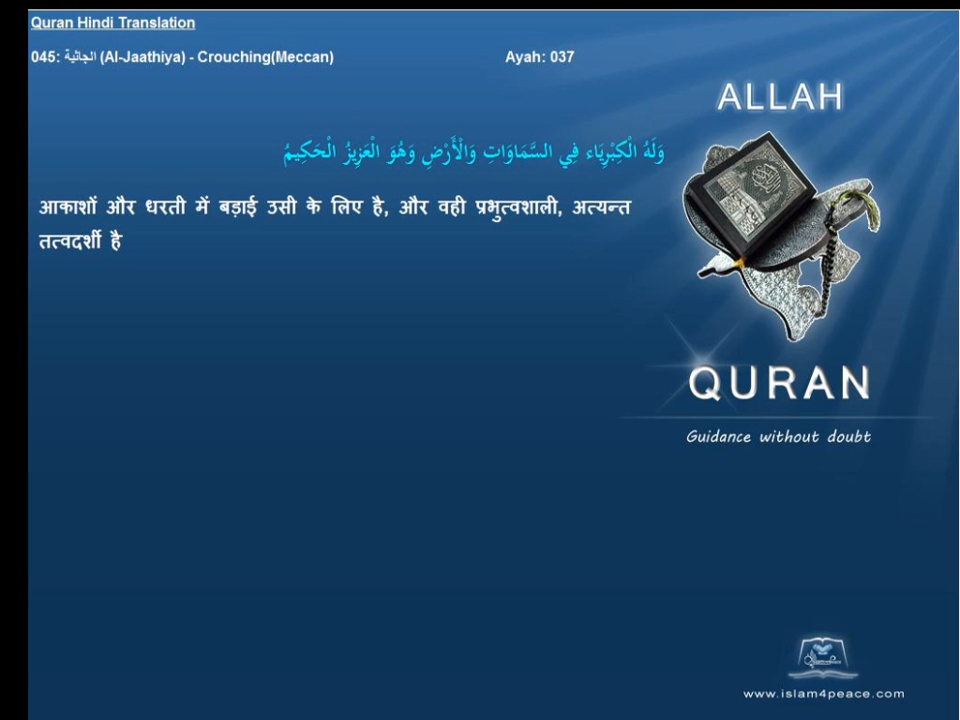 Quran Hindi Translation
045: الجاثية (Al-Jaathiya) - Crouching(Meccan) Ayah: 037
ALLAH
وَلَهُ الْكِبْرِيَاء فِي السَّمَاوَاتِ وَالْأَرْضِ وَهُوَ الْعَزِيزُ الْحَكِيمُ
आकाशों और धरती में बड़ाई उसी के लिए है, और वही प्रभुत्वशाली, अत्यन्त
तत्वदर्शी है
QURAN
Guidance without doubt
www.islam4peace.com